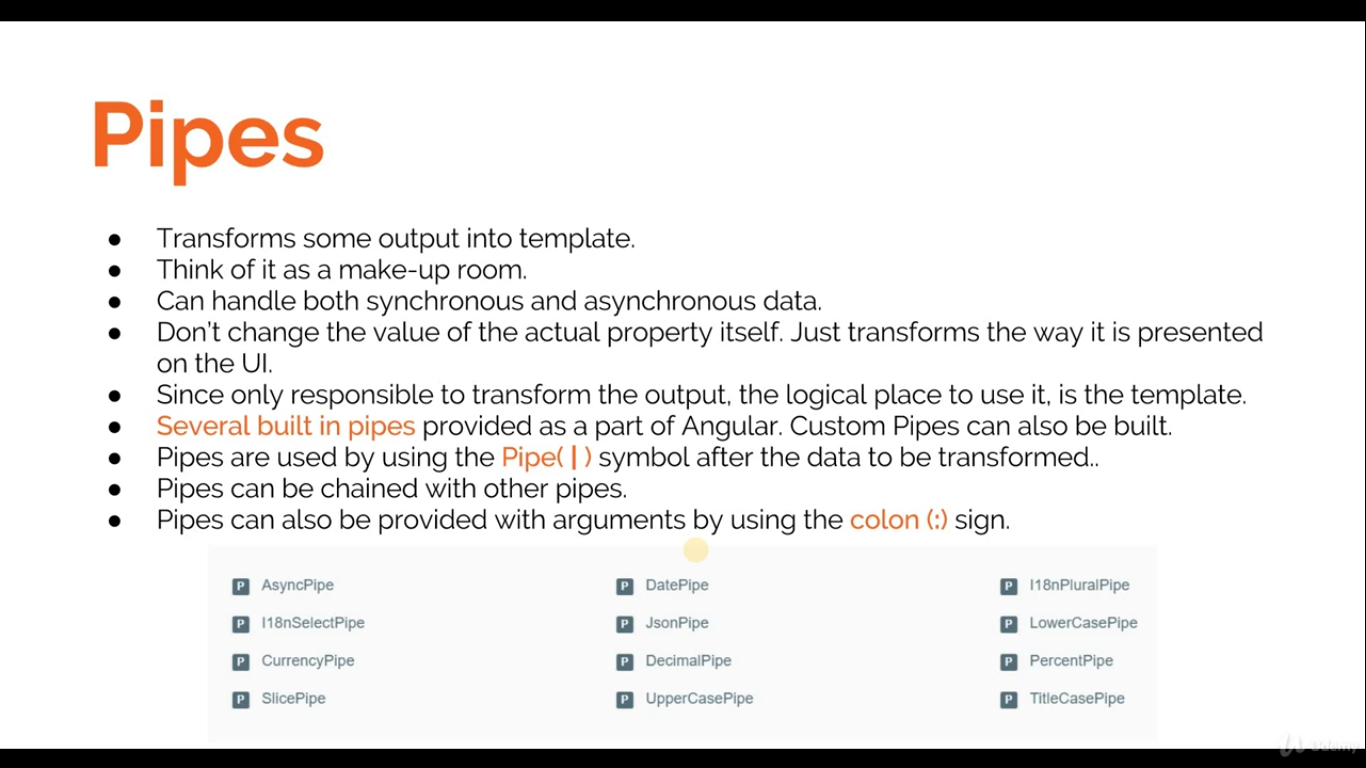 Pipes
● Transforms some output into template.
● Think of it as a make-up room.
● Can handle both synchronous and asynchronous data.
● Don't change the value of the actual property itself. Just transforms the way it is presented
on the UI.
● Since only responsible to transform the output, the logical place to use it, is the template.
● Several built in pipes provided as a part of Angular. Custom Pipes can also be built.
● Pipes are used by using the Pipe( | ) symbol after the data to be transformed..
● Pipes can be chained with other pipes.
● Pipes can also be provided with arguments by using the colon (:) sign.
P AsyncPipe P DatePipe P I18nPluralPipe
P I18nSelectPipe P JsonPipe P LowerCasePipe
P CurrencyPipe P DecimalPipe P PercentPipe
P SlicePipe P UpperCasePipe P TitleCasePipe
Udemy